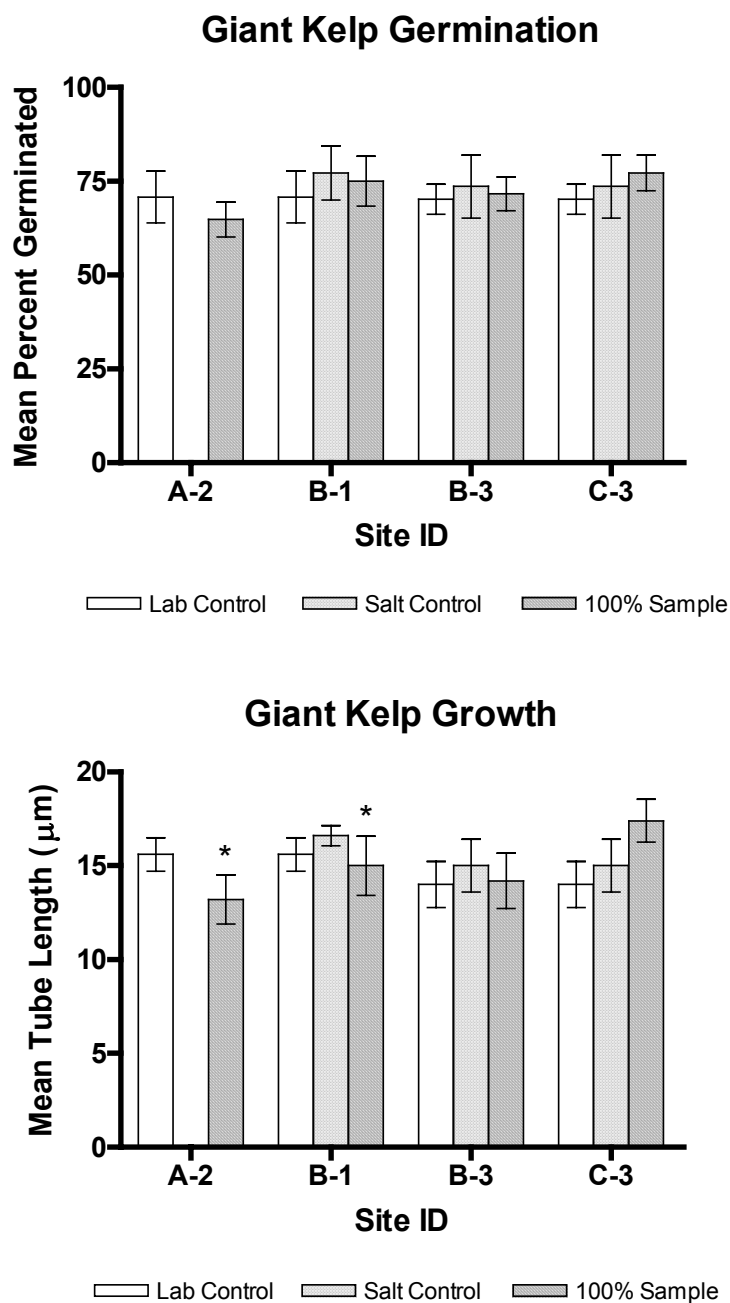 Giant Kelp Germination
Mean Percent Germinated
100
75
50
25
0
A-2 B-1 B-3 C-3
Site ID
Lab Control Salt Control 100% Sample
Giant Kelp Growth
Mean Tube Length (μm)
20
15
10
5
0
* *
A-2 B-1 B-3 C-3
Site ID
Lab Control Salt Control 100% Sample